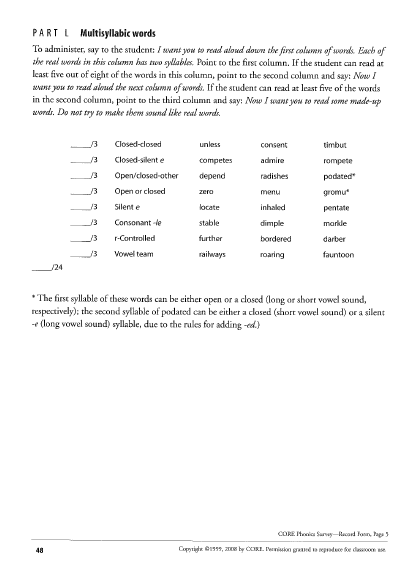 PART L Multisyllabic words
To administer, say to the student: I want you to read aloud down the first column of words. Each of
the real words in this column has two syllables. Point to the first column. If the student can read at
least five out of eight of the words in this column, point to the second column and say: Now I
want you to read aloud the next column of words. If the student can read at least five of the words
in the second column, point to the third column and say: Now I want you to read some made-up
words. Do not try to make them sound like real words.
_____/3 Closed-closed unless consent timbut
_____/3 Closed-silent e competes admire rompete
_____/3 Open/closed-other depend radishes podated*
_____/3 Open or closed zero menu gromu*
_____/3 Silent e locate inhaled pentate
_____/3 Consonant -le stable dimple morkle
_____/3 r-Controlled further bordered darber
_____/3 Vowel team railways roaring fauntoon
_____/24
* The first syllable of these words can be either open or a closed (long or short vowel sound,
respectively); the second syllable of podated can be either a closed (short vowel sound) or a silent
-e (long vowel sound) syllable, due to the rules for adding -ed.)
CORE Phonics Survey—Record Form, Page 5
48 Copyright ©1999, 2008 by CORE. Permission granted to reproduce for classroom use.